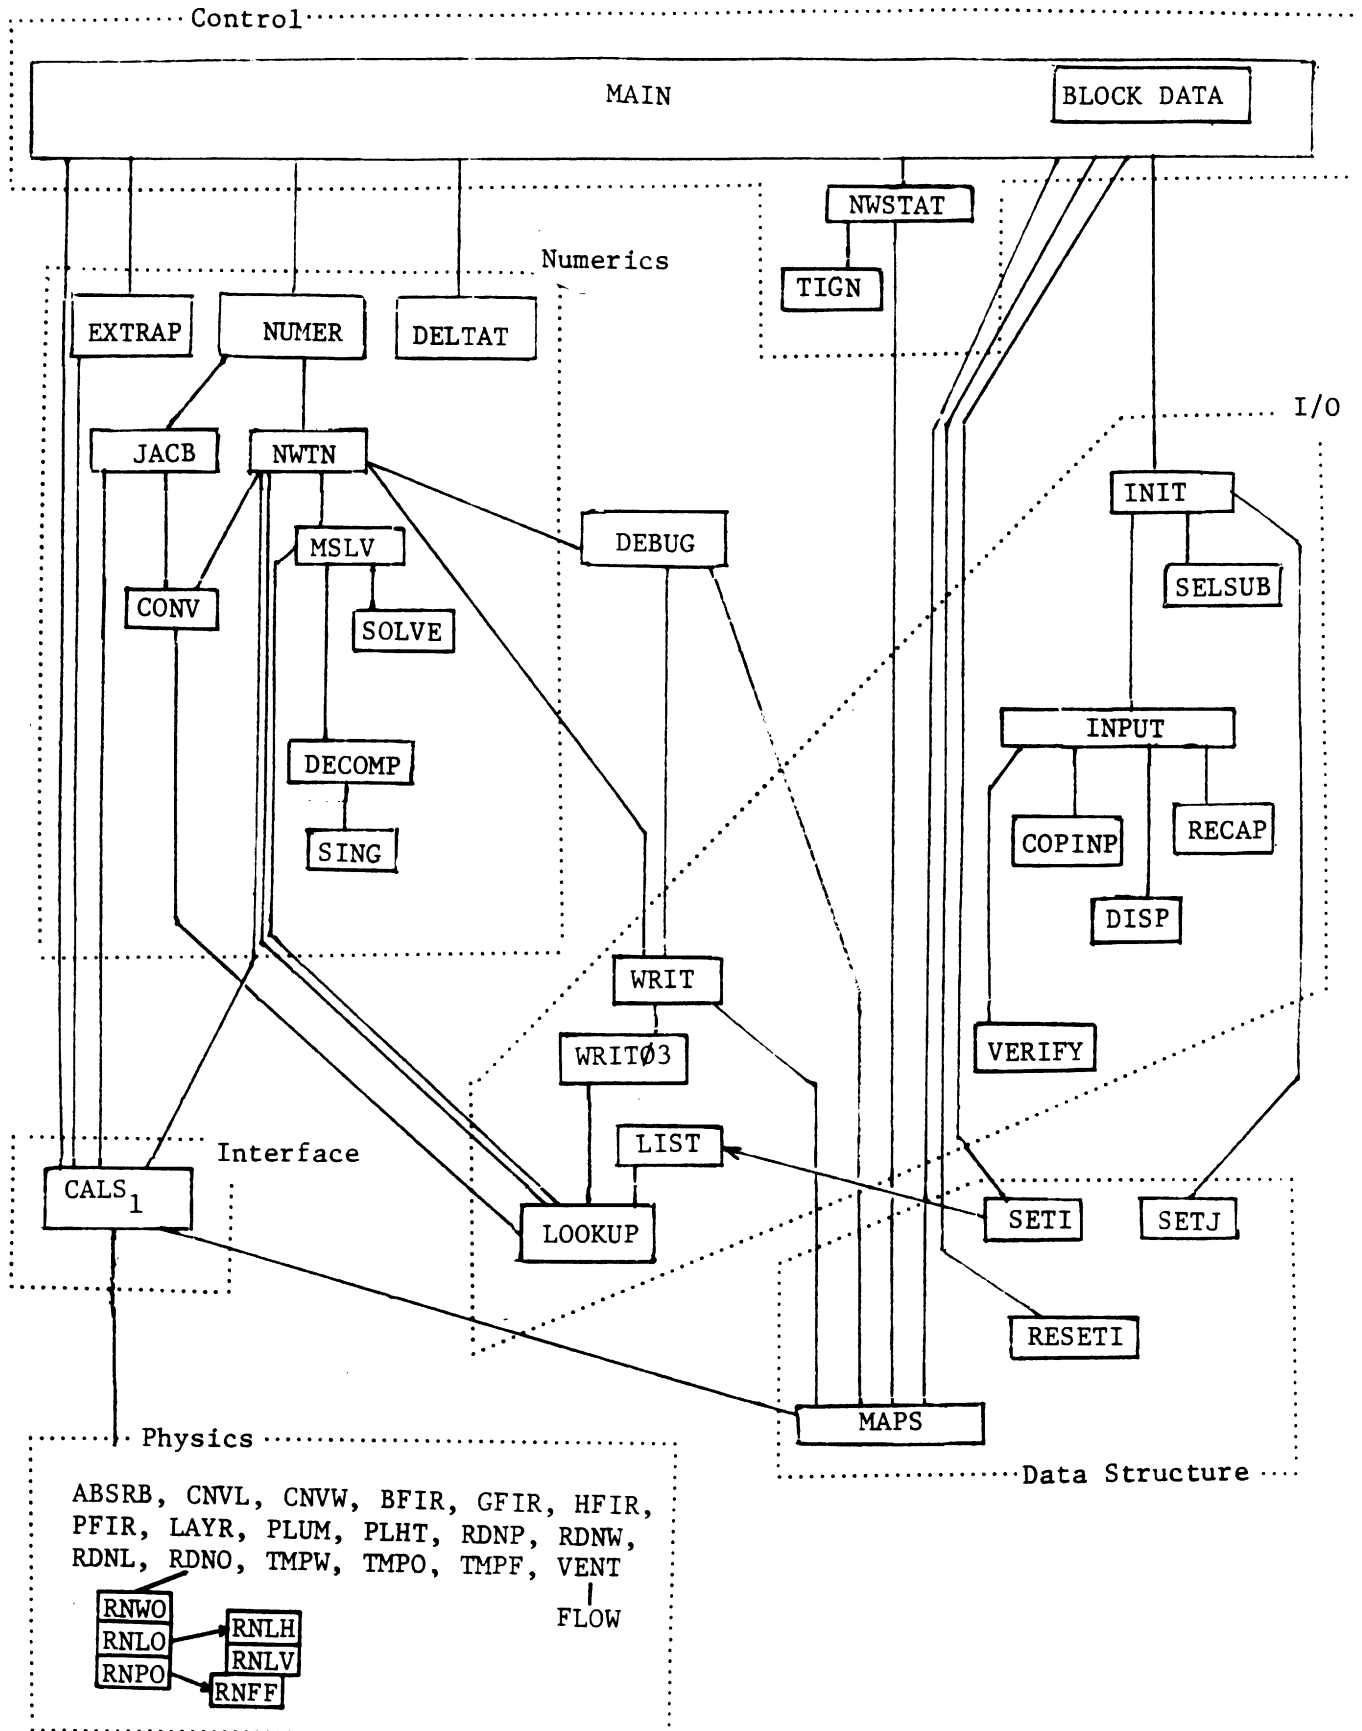 Control
MAIN
BLOCK DATA
NWSTAT
TIGN
Numerics
EXTRAP
NUMER
DELTAT
I/O
JACB
NWTN
INIT
DEBUG
MSLV
SELSUB
CONV
SOLVE
INPUT
DECOMP
COPINP
RECAP
SING
DISP
WRIT
WRITØ3
VERIFY
LIST
Interface
CALS1
LOOKUP
SETI
SETJ
RESETI
MAPS
Physics
Data Structure
ABSRB, CNVL, CNVW, BFIR, GFIR, HFIR,
PFIR, LAYR, PLUM, PLHT, RDNP, RDNW,
RDNL, RDNO, TMPW, TMPO, TMPF, VENT
FLOW
RNWO
RNLO
RNPO
RNLH
RNLV
RNFF